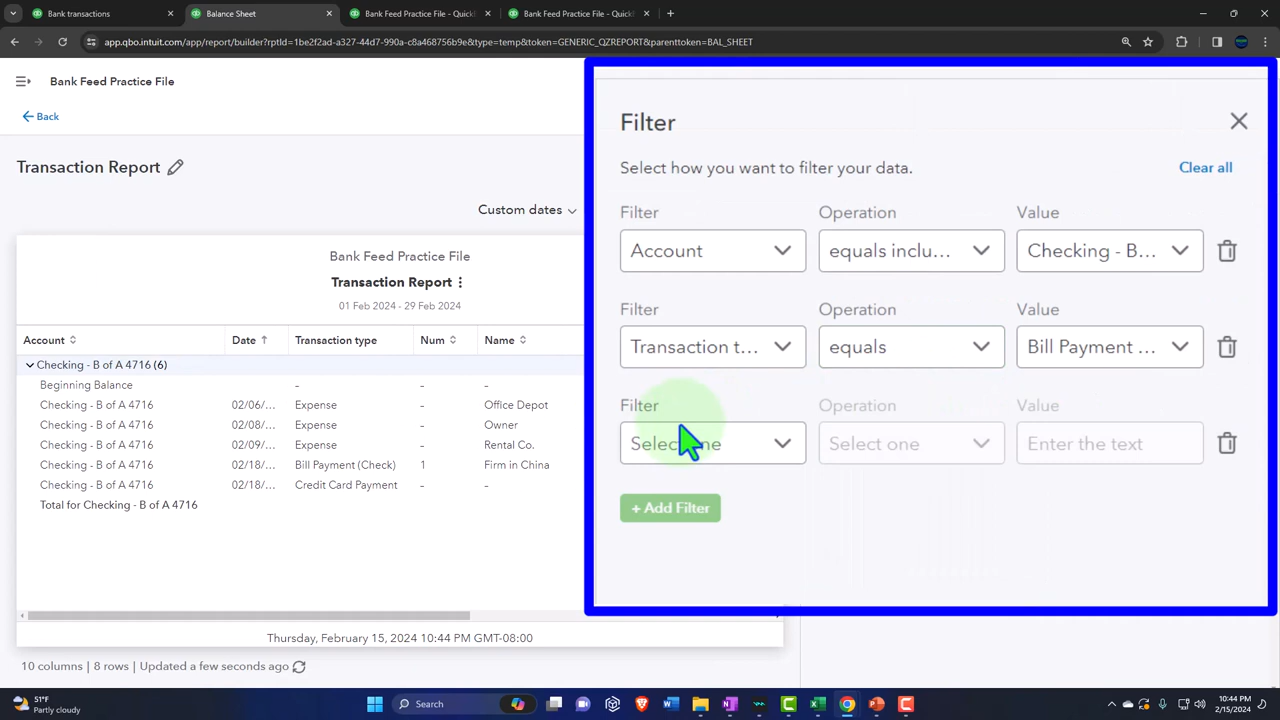 Bank transactions
Balance Sheet
Bank Feed Practice File - Quick
Bank Feed Practice File - Quick
app.qbo.intuit.com/app/report/builder?rptId=1be2f2ad-a327-44d7-990a-c8a468756b9e&type=temp&token=GENERIC_QZREPORT&parenttoken=BAL_SHEET
Bank Feed Practice File
Back
Transaction Report
Custom dates
Bank Feed Practice File
Transaction Report
01 Feb 2024 - 29 Feb 2024
Account Date Transaction type Num Name
Checking - B of A 4716 (6)
Beginning Balance –
Checking - B of A 4716 02/06/... Expense – Office Depot
Checking - B of A 4716 02/08/... Expense – Owner
Checking - B of A 4716 02/09/... Expense – Rental Co.
Checking - B of A 4716 02/18/... Bill Payment (Check) 1 Firm in China
Checking - B of A 4716 02/18/... Credit Card Payment – –
Total for Checking - B of A 4716
Thursday, February 15, 2024 10:44 PM GMT-08:00
10 columns | 8 rows | Updated a few seconds ago
Filter
Select how you want to filter your data.
Clear all
Filter Operation Value
Account equals inclu... Checking - B...
Filter Operation Value
Transaction t... equals Bill Payment ...
Filter Operation Value
Select one Select one Enter the text
+ Add Filter
51°F
Partly cloudy
Search
10:44 PM
2/15/2024